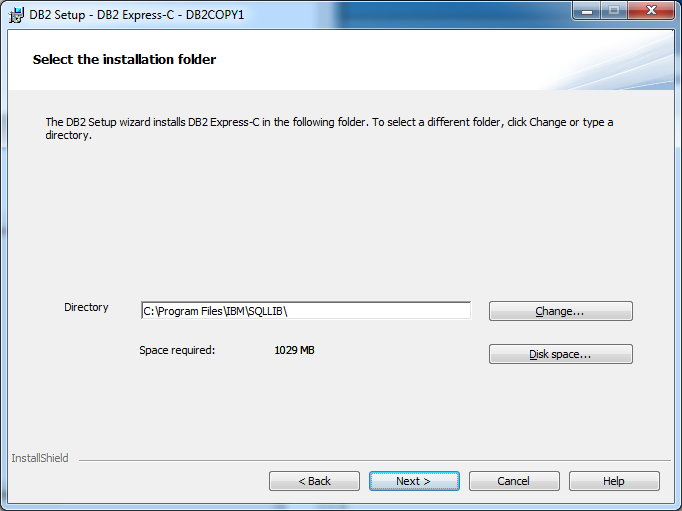 DB2 Setup - DB2 Express-C - DB2COPY1
Select the installation folder
The DB2 Setup wizard installs DB2 Express-C in the following folder. To select a different folder, click Change or type a
directory.
Directory
C:\Program Files\IBM\SQLLIB\
Change...
Space required:
1029 MB
Disk space...
InstallShield
< Back
Next >
Cancel
Help